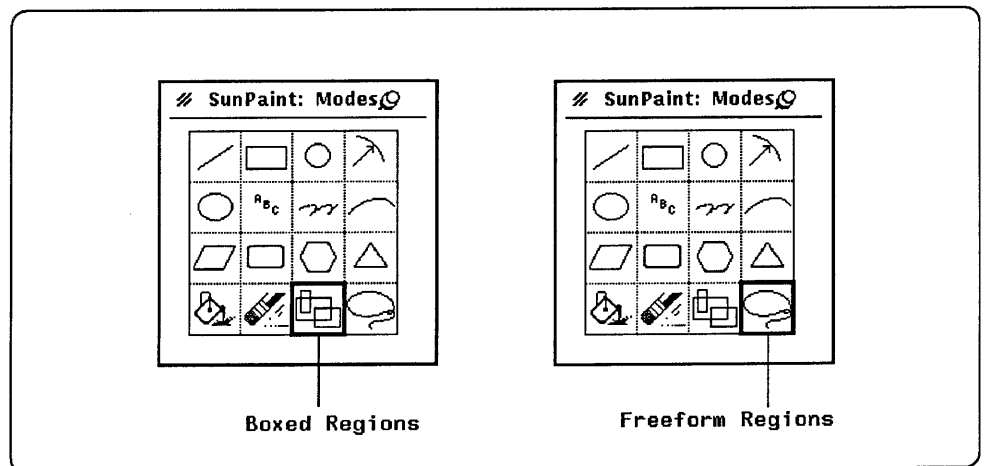 SunPaint: Modes
ABC
Boxed Regions
SunPaint: Modes
ABC
Freeform Regions